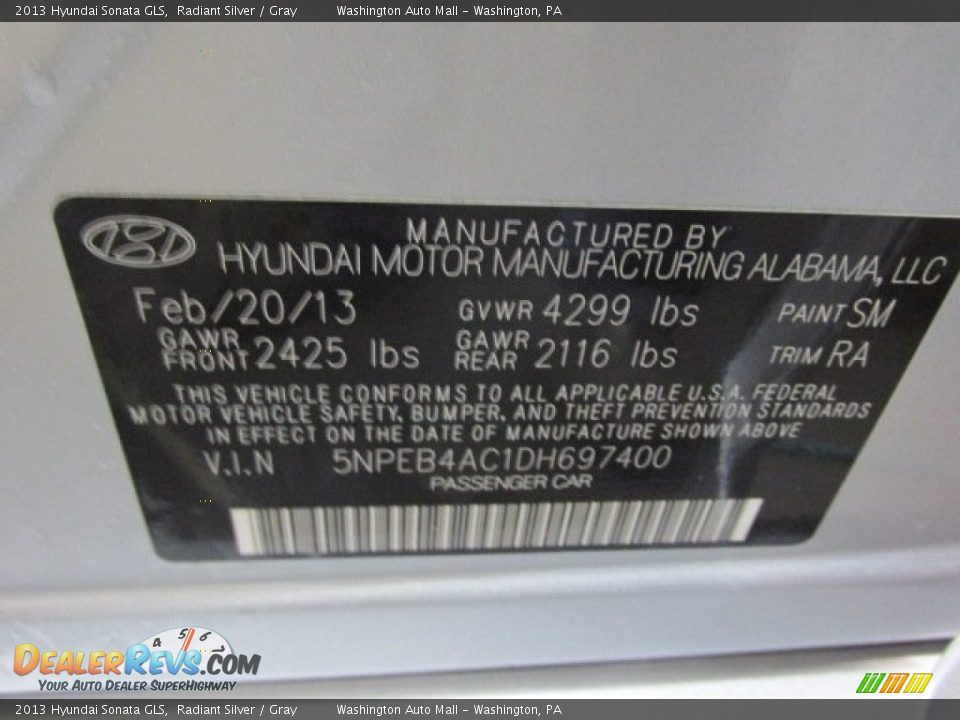 2013 Hyundai Sonata GLS, Radiant Silver / Gray Washington Auto Mall - Washington, PA
MANUFACTURED BY
HYUNDAI MOTOR MANUFACTURING ALABAMA, LLC
Feb/20/13 GVWR 4299 lbs PAINT SM
GAWR FRONT 2425 lbs GAWR REAR 2116 lbs TRIM RA
THIS VEHICLE CONFORMS TO ALL APPLICABLE U.S.A. FEDERAL
MOTOR VEHICLE SAFETY, BUMPER, AND THEFT PREVENTION STANDARDS
IN EFFECT ON THE DATE OF MANUFACTURE SHOWN ABOVE
V.I.N 5NPEB4AC1DH697400
PASSENGER CAR
4 5 6
DEALERREVS.COM
YOUR AUTO DEALER SUPERHIGHWAY
2013 Hyundai Sonata GLS, Radiant Silver / Gray Washington Auto Mall - Washington, PA